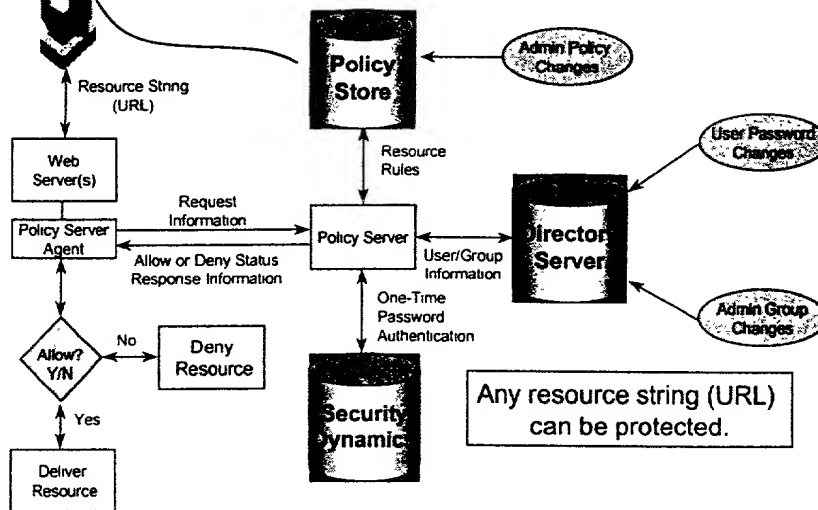 Policy
Store
Admin Policy
Changes
Resource String
(URL)
Web
Server(s)
Resource
Rules
User Password
Changes
Request
Information
Policy Server
Agent
Allow or Deny Status
Response Information
Policy Server
User/Group
Information
Director
Server
One-Time
Password
Authentication
Admin Group
Changes
Allow?
Y/N
No
Deny
Resource
Yes
Security
Dynamic
Any resource string (URL)
can be protected.
Deliver
Resource